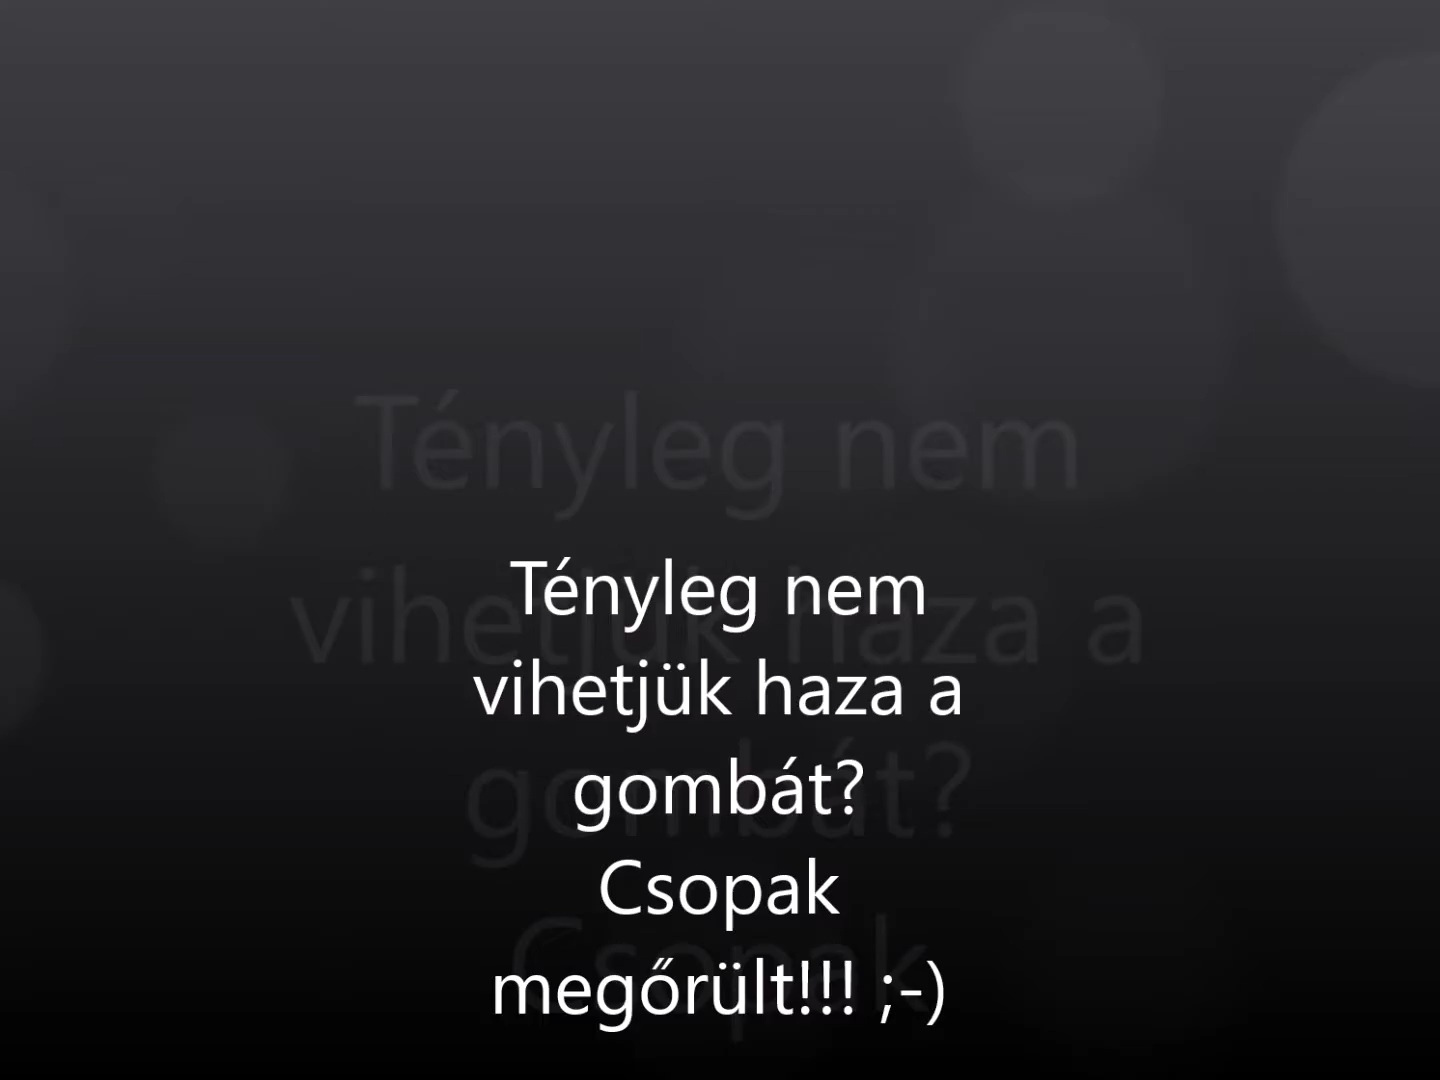 Tényleg nem
vihetjük haza a
gombát?
Csopak
megőrült!!! ;-)